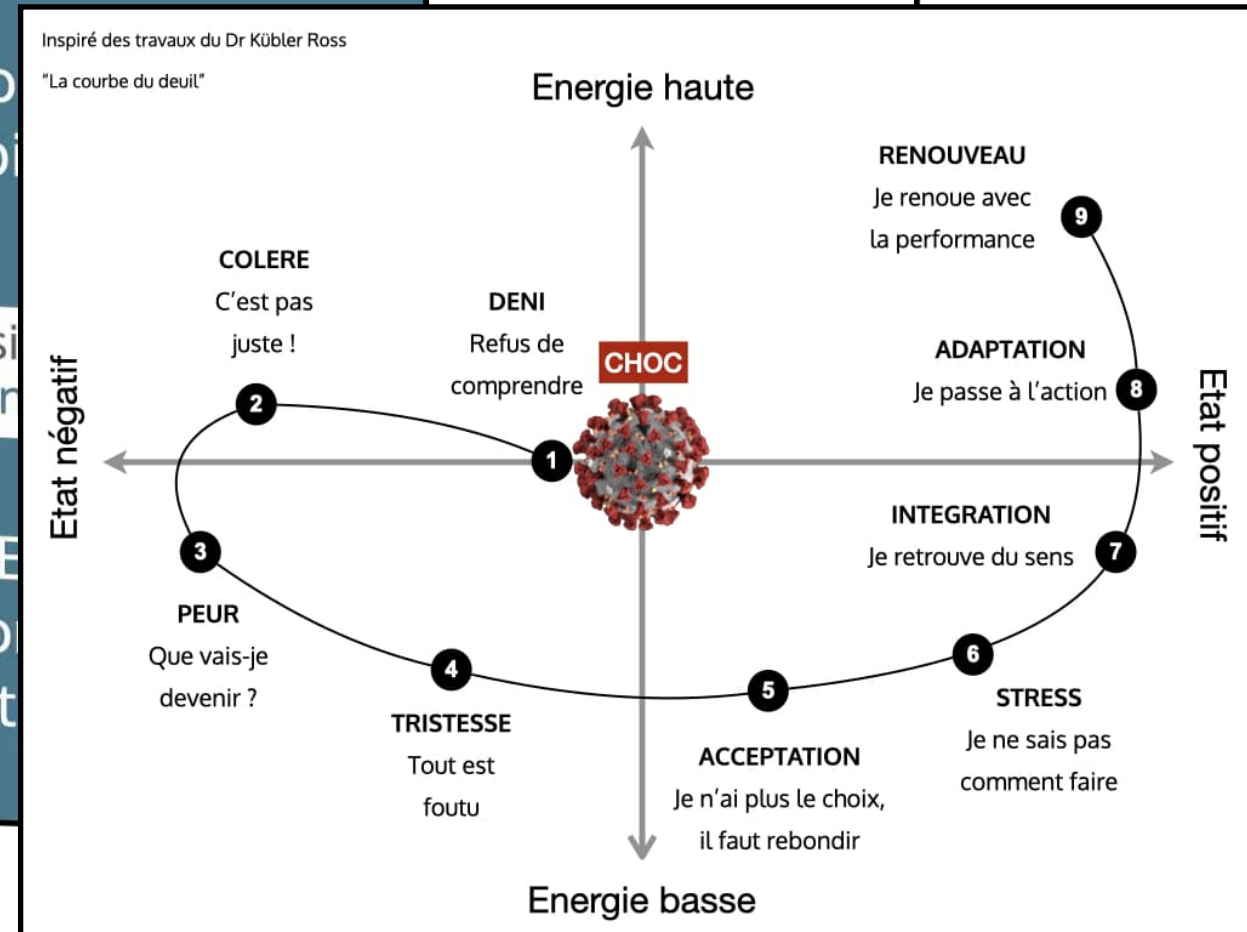 Inspiré des travaux du Dr Kübler Ross
"La courbe du deuil"
Energie haute
RENOUVEAU
Je renoue avec
la performance
9
COLERE
C'est pas
juste !
2
DENI
Refus de
comprendre
1
CHOC
ADAPTATION
Je passe à l'action
8
Etat négatif
Etat positif
INTEGRATION
Je retrouve du sens
7
3
PEUR
Que vais-je
devenir ?
4
TRISTESSE
Tout est
foutu
5
ACCEPTATION
Je n'ai plus le choix,
il faut rebondir
6
STRESS
Je ne sais pas
comment faire
Energie basse